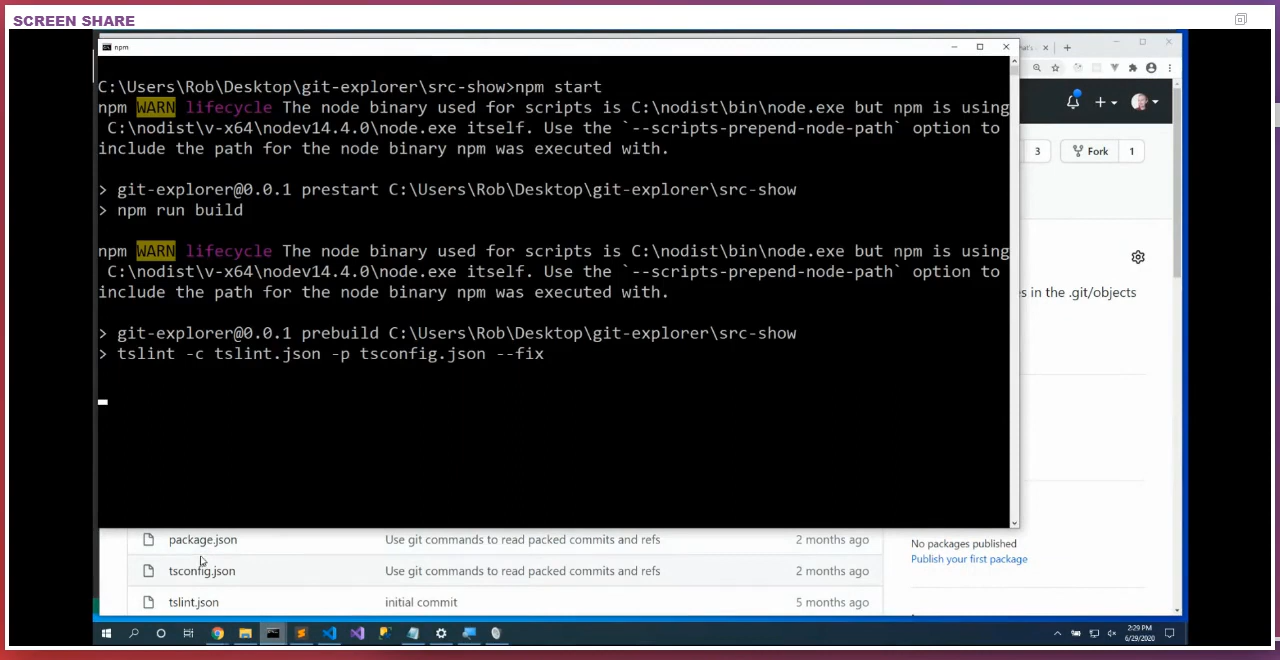 SCREEN SHARE
npm
C:\Users\Rob\Desktop\git-explorer\src-show>npm start
npm WARN lifecycle The node binary used for scripts is C:\nodist\bin\node.exe but npm is using
C:\nodist\v-x64\nodev14.4.0\node.exe itself. Use the `--scripts-prepend-node-path` option to
include the path for the node binary npm was executed with.
> git-explorer@0.0.1 prestart C:\Users\Rob\Desktop\git-explorer\src-show
> npm run build
npm WARN lifecycle The node binary used for scripts is C:\nodist\bin\node.exe but npm is using
C:\nodist\v-x64\nodev14.4.0\node.exe itself. Use the `--scripts-prepend-node-path` option to
include the path for the node binary npm was executed with.
> git-explorer@0.0.1 prebuild C:\Users\Rob\Desktop\git-explorer\src-show
> tslint -c tslint.json -p tsconfig.json --fix
3 Fork 1
in the .git/objects
package.json Use git commands to read packed commits and refs 2 months ago
tsconfig.json Use git commands to read packed commits and refs 2 months ago
tslint.json initial commit 5 months ago
No packages published
Publish your first package
2:29 PM
6/29/2020